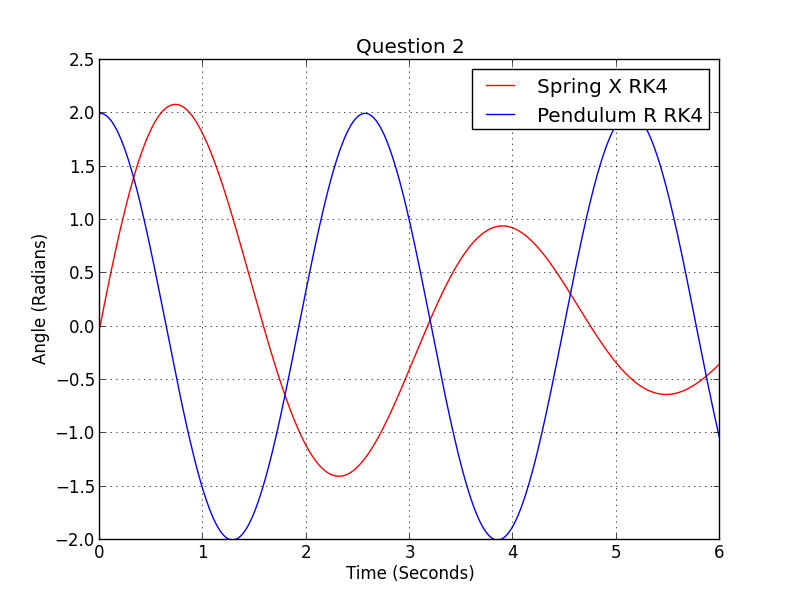 Question 2
Spring X RK4
Pendulum R RK4
Angle (Radians)
2.5
2.0
1.5
1.0
0.5
0.0
−0.5
−1.0
−1.5
−2.0
0 1 2 3 4 5 6
Time (Seconds)